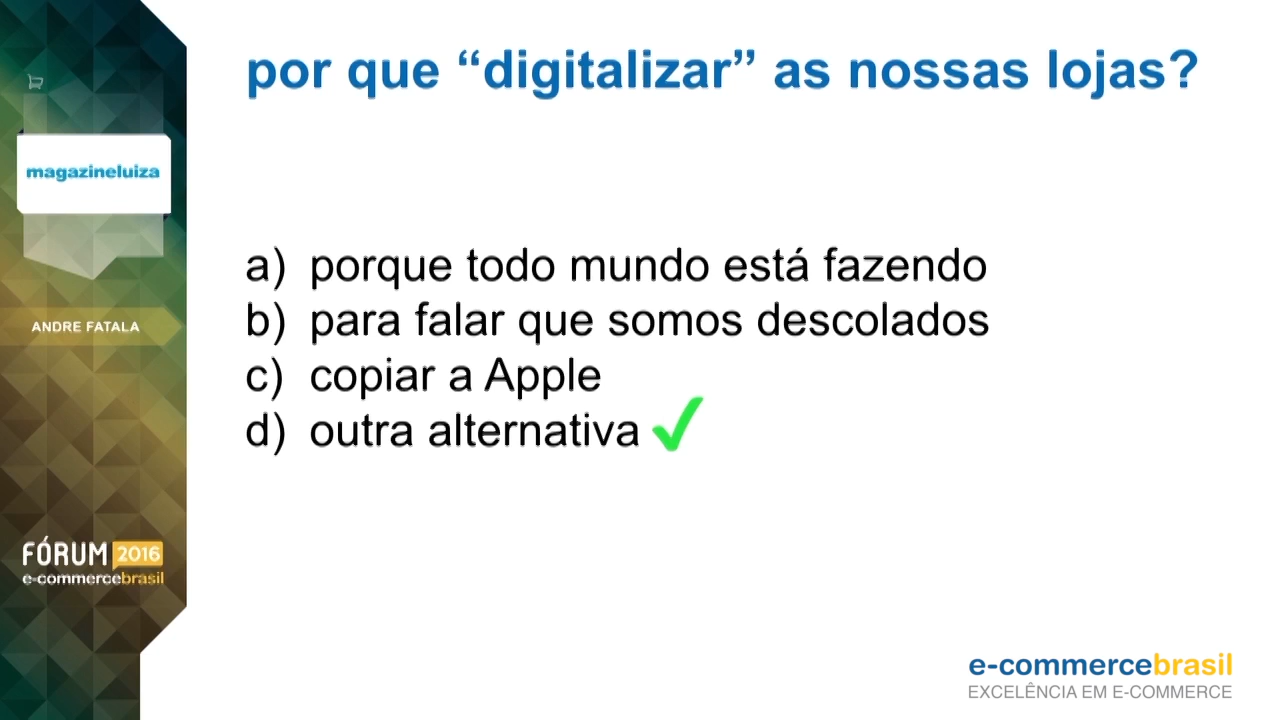 por que “digitalizar” as nossas lojas?
magazineluiza
a) porque todo mundo está fazendo
b) para falar que somos descolados
c) copiar a Apple
d) outra alternativa
ANDRE FATALA
FÓRUM 2016
e-commercebrasil
e-commercebrasil
EXCELÊNCIA EM E-COMMERCE